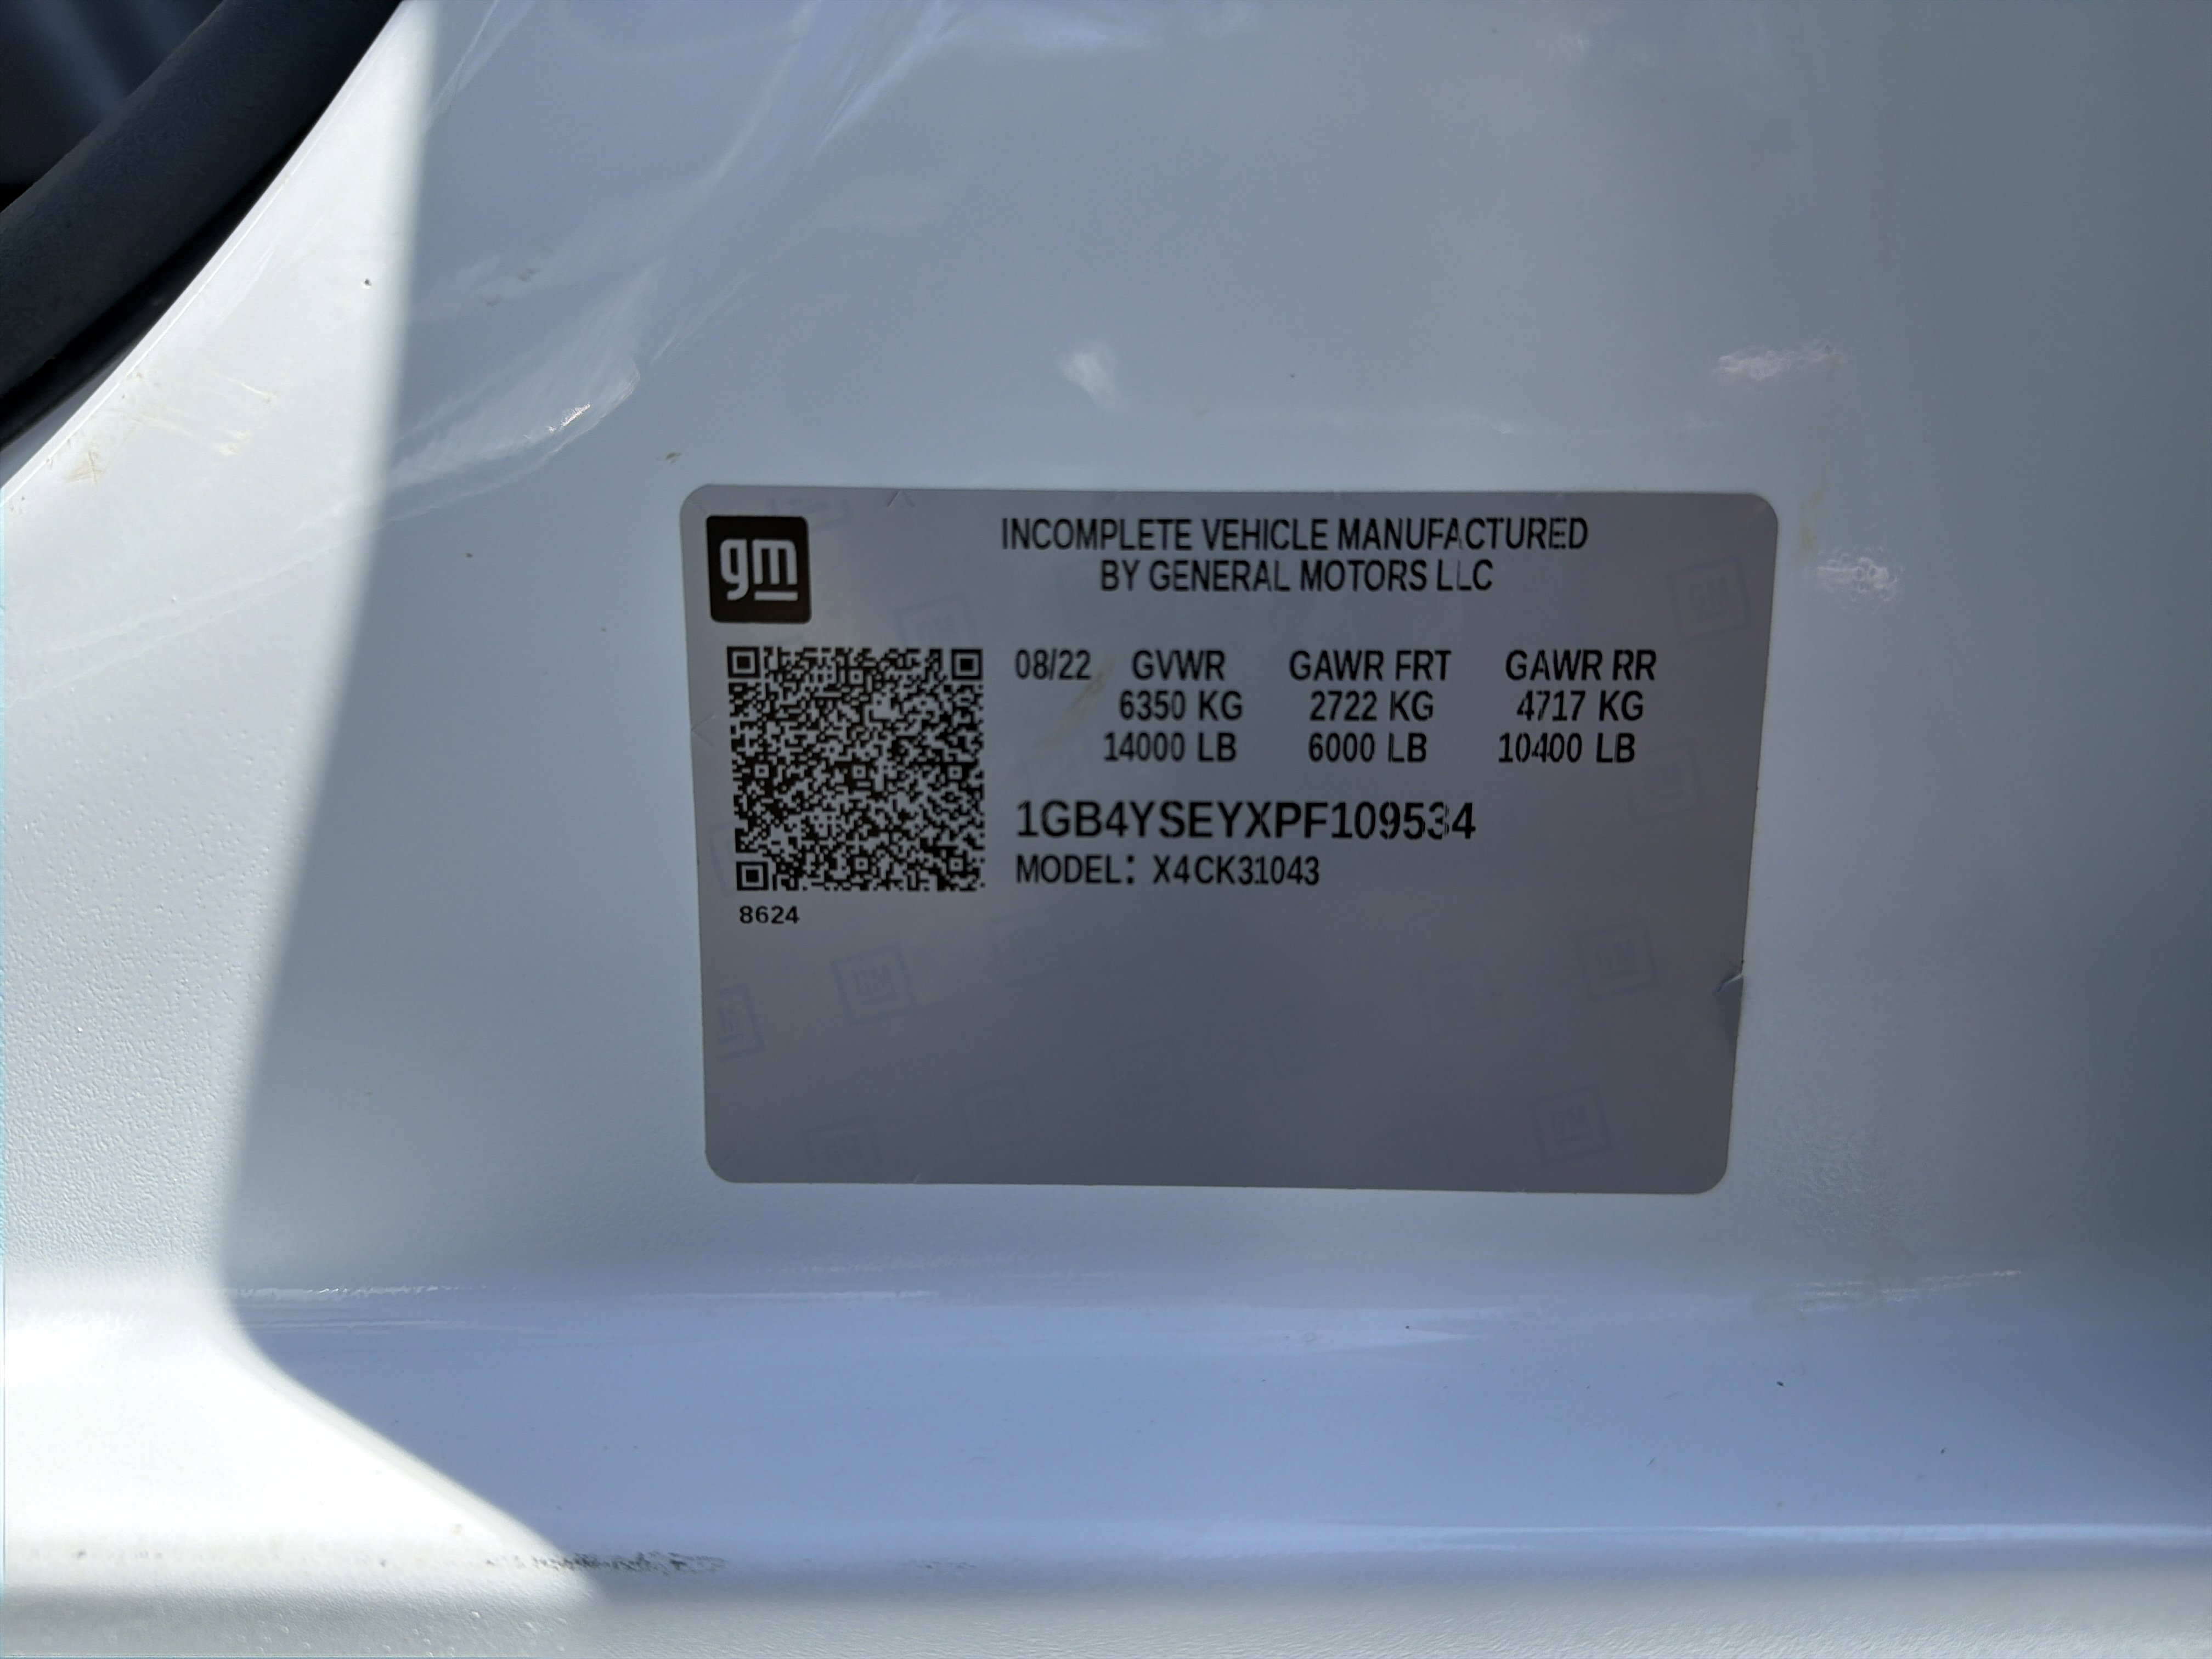 gm
INCOMPLETE VEHICLE MANUFACTURED
BY GENERAL MOTORS LLC
08/22 GVWR GAWR FRT GAWR RR
6350 KG 2722 KG 4717 KG
14000 LB 6000 LB 10400 LB
1GB4YSEYXPF109534
MODEL: X4CK31043
8624